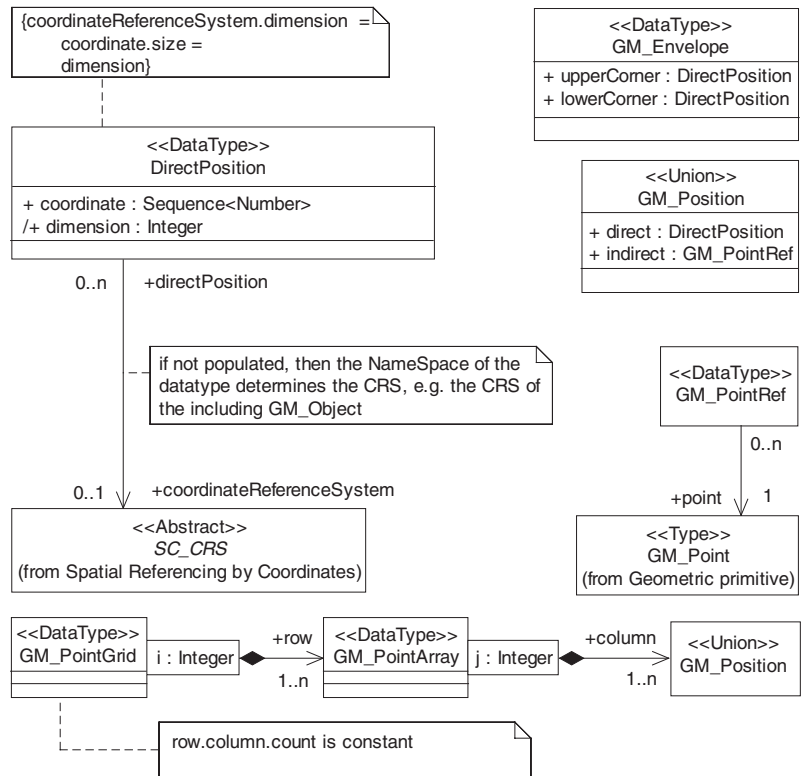 {coordinateReferenceSystem.dimension =
coordinate.size =
dimension}
<<DataType>>
DirectPosition
+ coordinate : Sequence<Number>
/+ dimension : Integer
0..n
+directPosition
if not populated, then the NameSpace of the
datatype determines the CRS, e.g. the CRS of
the including GM_Object
0..1
+coordinateReferenceSystem
<<Abstract>>
SC_CRS
(from Spatial Referencing by Coordinates)
<<DataType>>
GM_Envelope
+ upperCorner : DirectPosition
+ lowerCorner : DirectPosition
<<Union>>
GM_Position
+ direct : DirectPosition
+ indirect : GM_PointRef
<<DataType>>
GM_PointRef
0..n
+point
1
<<Type>>
GM_Point
(from Geometric primitive)
<<DataType>>
GM_PointGrid
i : Integer
+row
1..n
<<DataType>>
GM_PointArray
j : Integer
+column
1..n
<<Union>>
GM_Position
row.column.count is constant